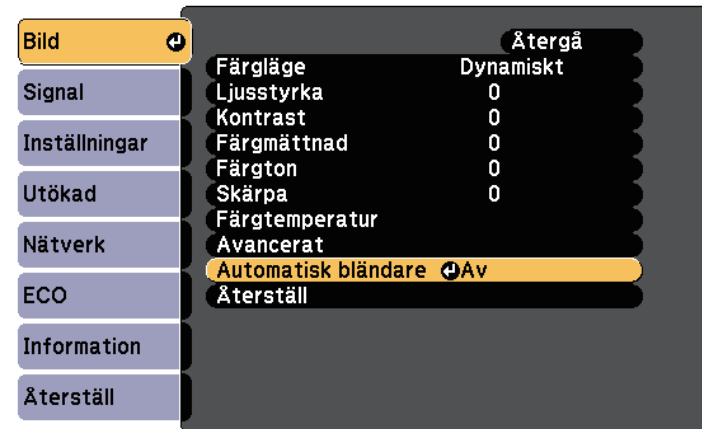 Bild
Signal
Inställningar
Utökad
Nätverk
ECO
Information
Återställ
Återgå
Färgläge Dynamiskt
Ljusstyrka 0
Kontrast 0
Färgmättnad 0
Färgton 0
Skärpa 0
Färgtemperatur
Avancerat
Automatisk bländare Av
Återställ